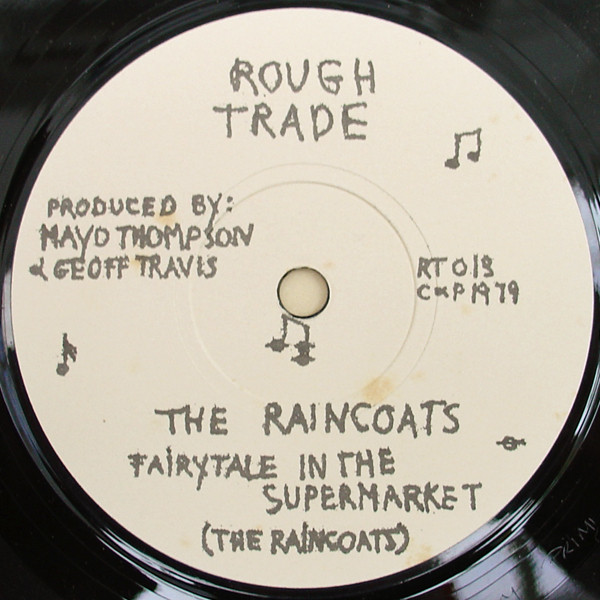 ROUGH
TRADE
PRODUCED BY:
MAYO THOMPSON
& GEOFF TRAVIS
RT 013
C & P 1979
THE RAINCOATS
FAIRYTALE IN THE
SUPERMARKET
(THE RAINCOATS)